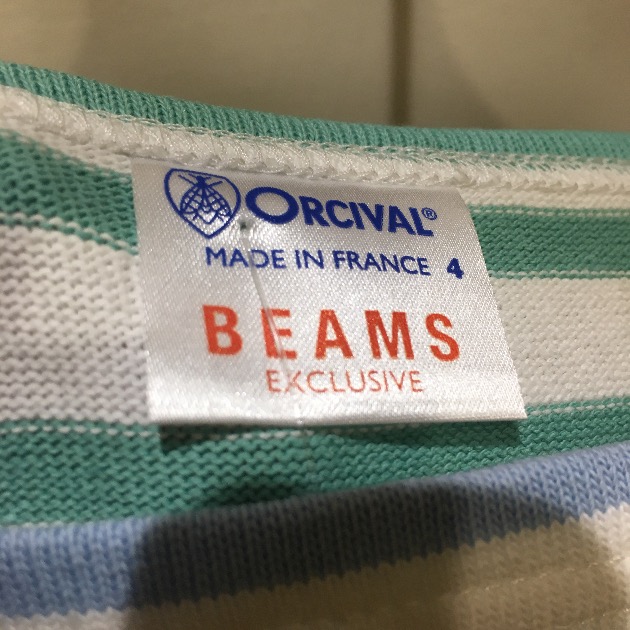 ORCIVAL®
MADE IN FRANCE 4
BEAMS
EXCLUSIVE